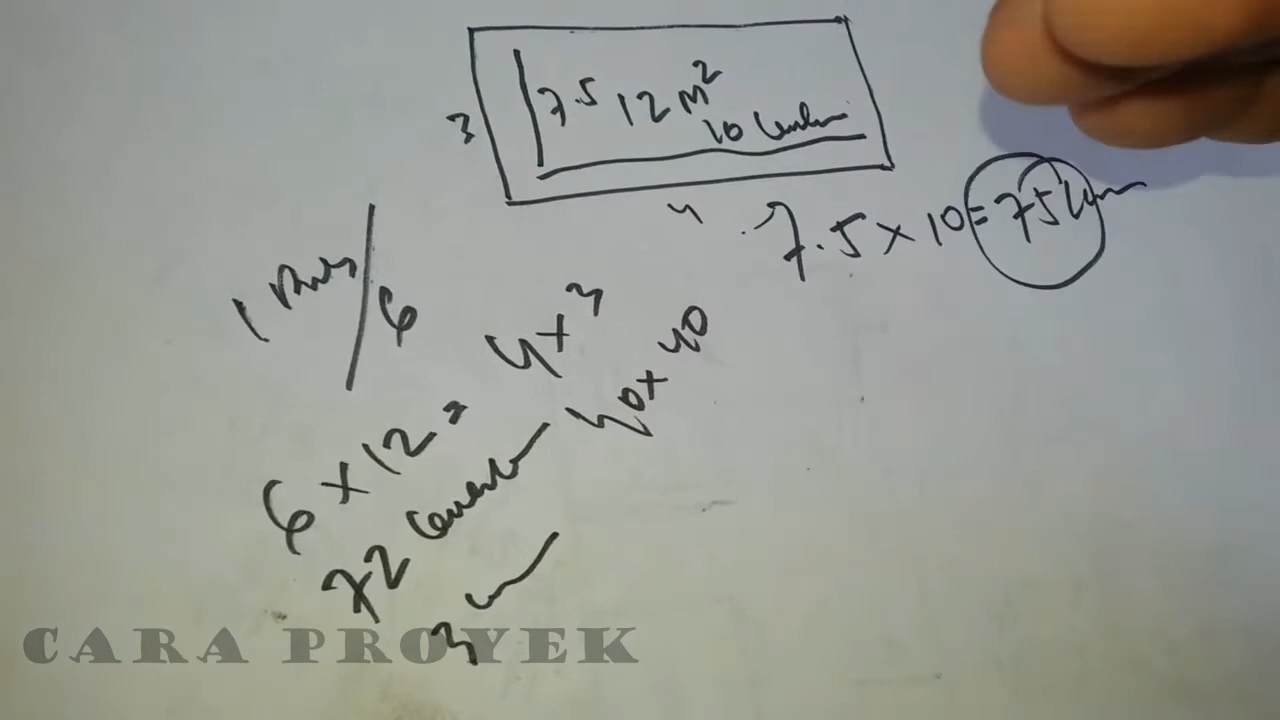 7.5 12 m²
10
3
4
7.5 × 10 = 75
1
6
4 × 3
40 × 40
6 × 12 =
72
3
CARA PROYEK